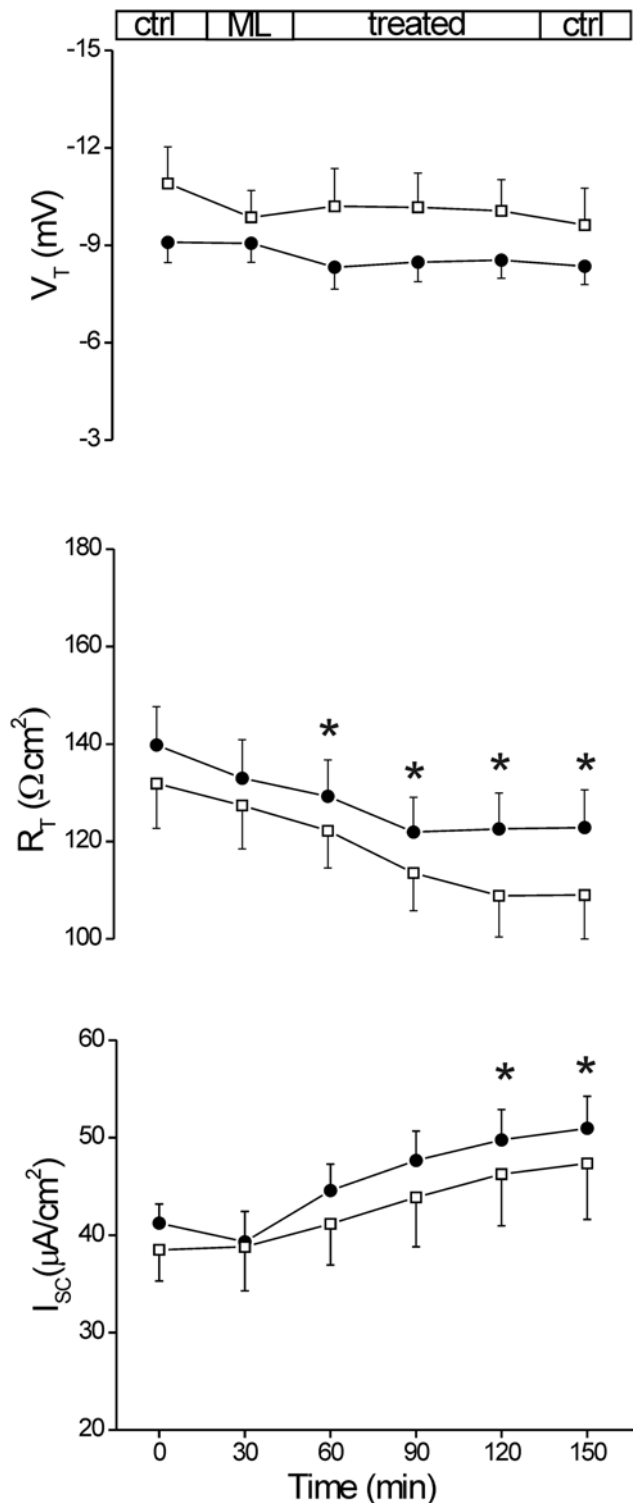 ctrl ML treated ctrl
-15
-12
-9
-6
-3
V_T (mV)
180
160
140
120
100
R_T (Ωcm²)
* * * *
60
50
40
30
20
I_SC(μA/cm²)
* *
0 30 60 90 120 150
Time (min)